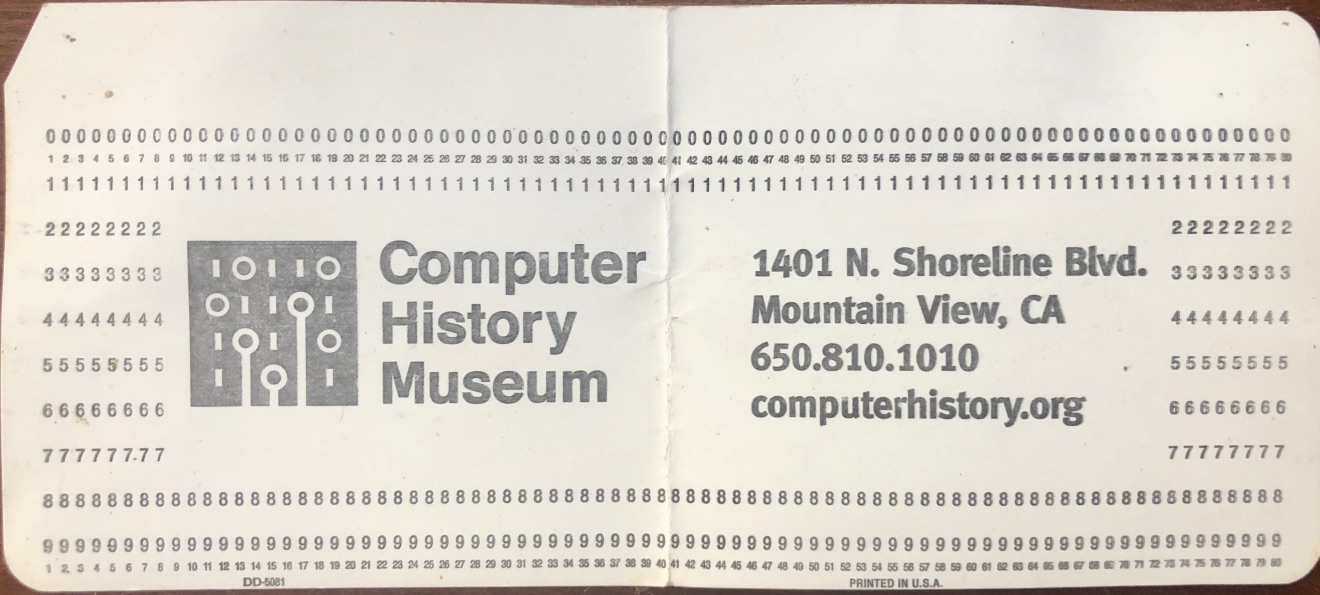 00000000000000000000000000000000000000000000000000000000000000000000000000000000
1 2 3 4 5 6 7 8 9 10 11 12 13 14 15 16 17 18 19 20 21 22 23 24 25 26 27 28 29 30 31 32 33 34 35 36 37 38 39 40 41 42 43 44 45 46 47 48 49 50 51 52 53 54 55 56 57 58 59 60 61 62 63 64 65 66 67 68 69 70 71 72 73 74 75 76 77 78 79 80
11111111111111111111111111111111111111111111111111111111111111111111111111111111
22222222
33333333
44444444
55555555
66666666
77777777
10110
01101
101 0
1 0 1
Computer
History
Museum
1401 N. Shoreline Blvd.
Mountain View, CA
650.810.1010
computerhistory.org
22222222
33333333
44444444
55555555
66666666
77777777
88888888888888888888888888888888888888888888888888888888888888888888888888888888
99999999999999999999999999999999999999999999999999999999999999999999999999999999
1 2 3 4 5 6 7 8 9 10 11 12 13 14 15 16 17 18 19 20 21 22 23 24 25 26 27 28 29 30 31 32 33 34 35 36 37 38 39 40 41 42 43 44 45 46 47 48 49 50 51 52 53 54 55 56 57 58 59 60 61 62 63 64 65 66 67 68 69 70 71 72 73 74 75 76 77 78 79 80
DD-5081
PRINTED IN U.S.A.